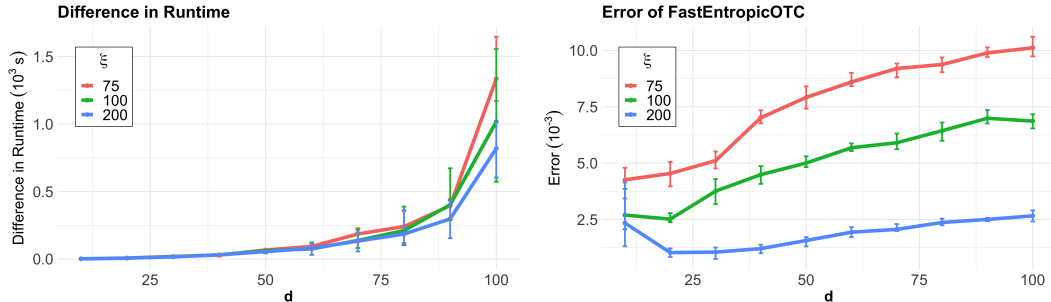 Difference in Runtime
Difference in Runtime (10³ s)
1.5
1.0
0.5
0.0
ξ
75
100
200
25
50
75
100
d
Error of FastEntropicOTC
Error (10⁻³)
10.0
7.5
5.0
2.5
ξ
75
100
200
25
50
75
100
d